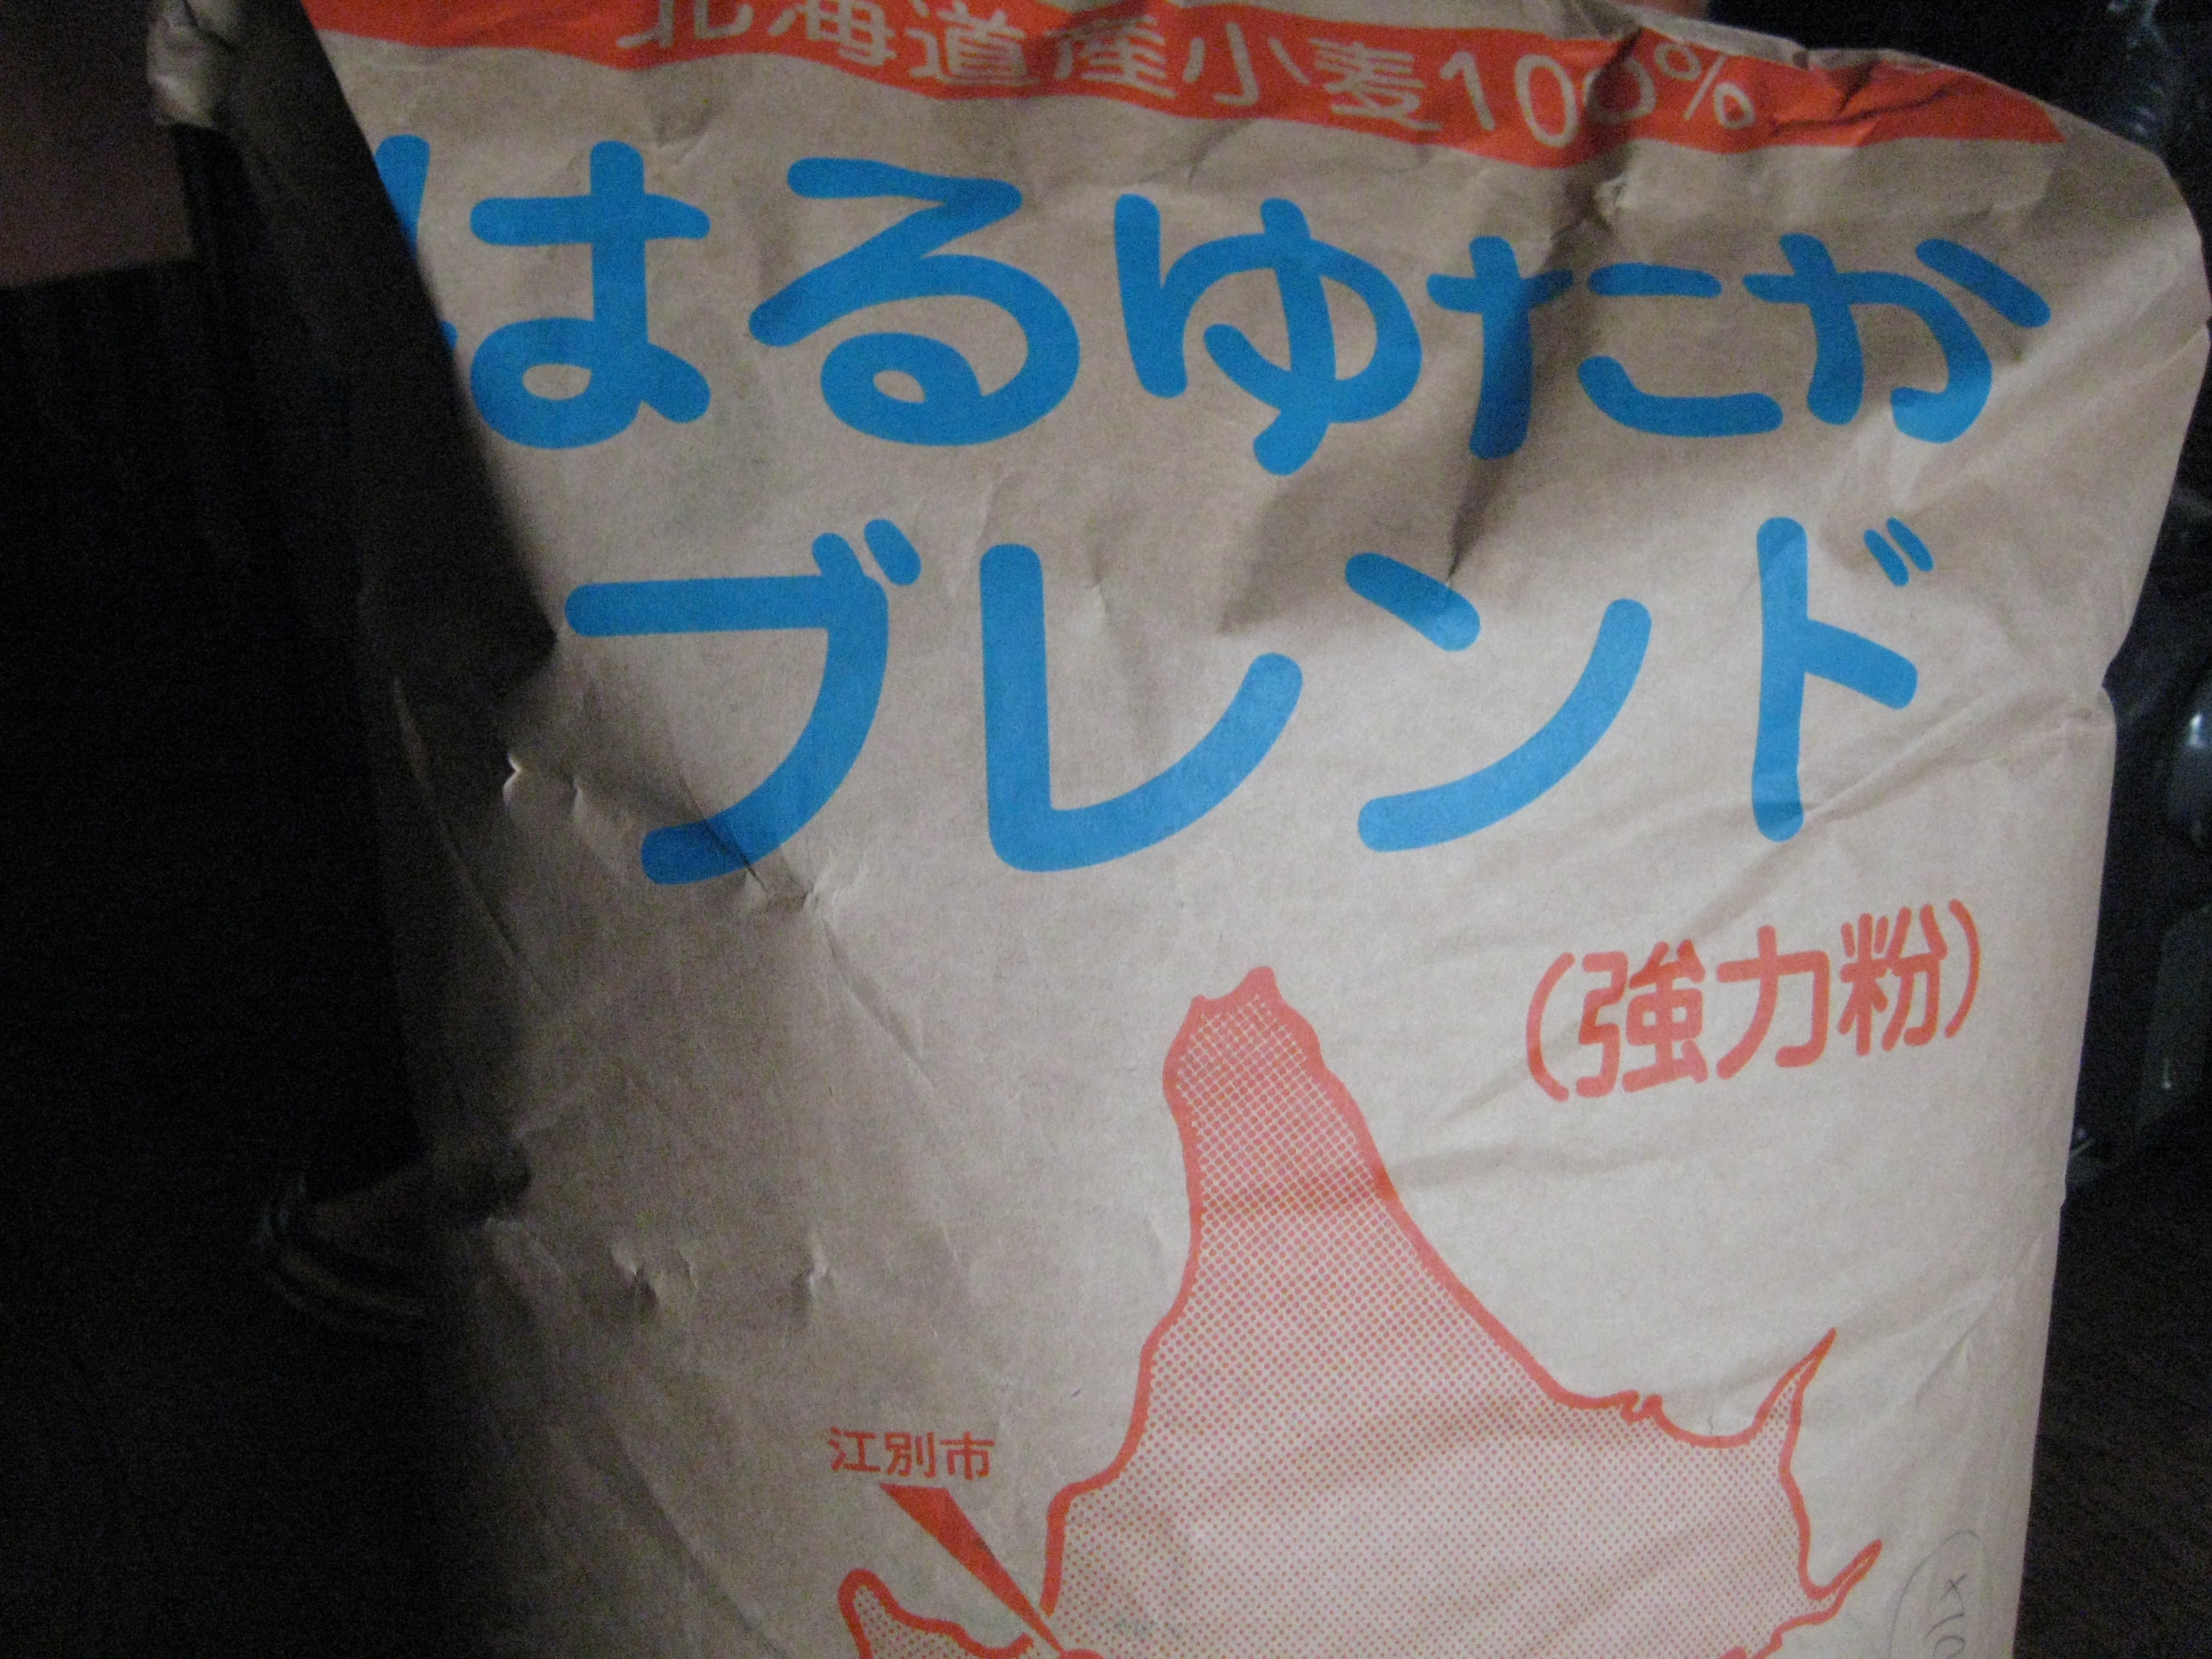 北海道産小麦100%
はるゆたか
ブレンド
(強力粉)
江別市